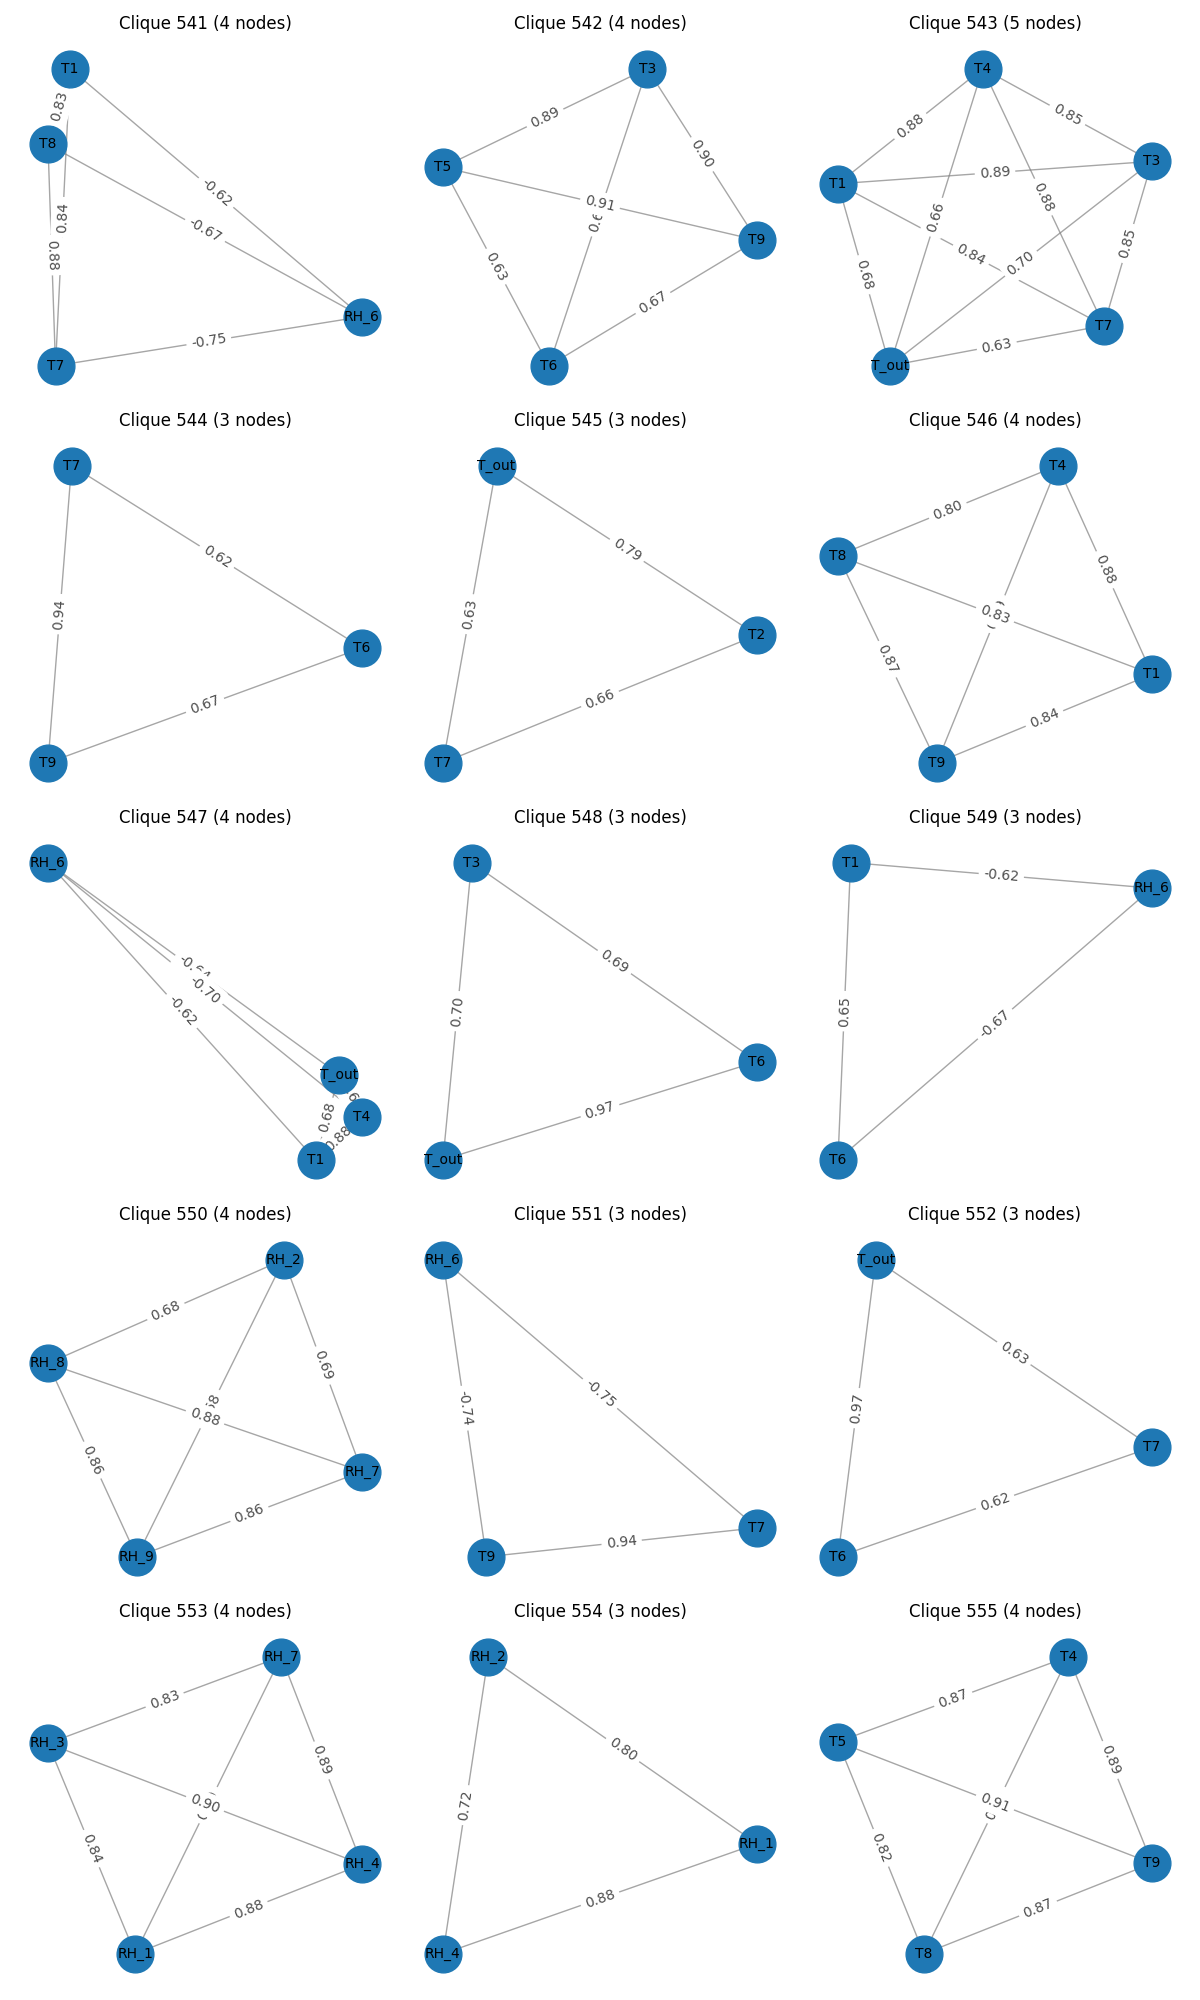 Clique 541 (4 nodes)
T1
0.83
T8
-0.62
0.84
-0.67
0.88
RH_6
-0.75
T7
Clique 542 (4 nodes)
T3
0.89
0.90
T5
0.91
T9
0.63
0.67
T6
Clique 543 (5 nodes)
T4
0.88
0.85
T3
0.89
T1
0.88
0.66
0.85
0.84
0.70
0.68
T7
0.63
T_out
Clique 544 (3 nodes)
T7
0.62
0.94
T6
0.67
T9
Clique 545 (3 nodes)
T_out
0.79
0.63
T2
0.66
T7
Clique 546 (4 nodes)
T4
0.80
T8
0.88
0.83
0.87
T1
0.84
T9
Clique 547 (4 nodes)
RH_6
-0.70
-0.62
T_out
T4
0.68
0.88
T1
Clique 548 (3 nodes)
T3
0.69
0.70
T6
0.97
T_out
Clique 549 (3 nodes)
T1
-0.62
RH_6
0.65
-0.67
T6
Clique 550 (4 nodes)
RH_2
0.68
RH_8
0.69
0.88
0.86
RH_7
0.86
RH_9
Clique 551 (3 nodes)
RH_6
-0.75
-0.74
T7
0.94
T9
Clique 552 (3 nodes)
T_out
0.63
0.97
T7
0.62
T6
Clique 553 (4 nodes)
RH_7
0.83
RH_3
0.89
0.90
0.84
RH_4
0.88
RH_1
Clique 554 (3 nodes)
RH_2
0.80
0.72
RH_1
0.88
RH_4
Clique 555 (4 nodes)
T4
0.87
T5
0.89
0.91
0.82
T9
0.87
T8